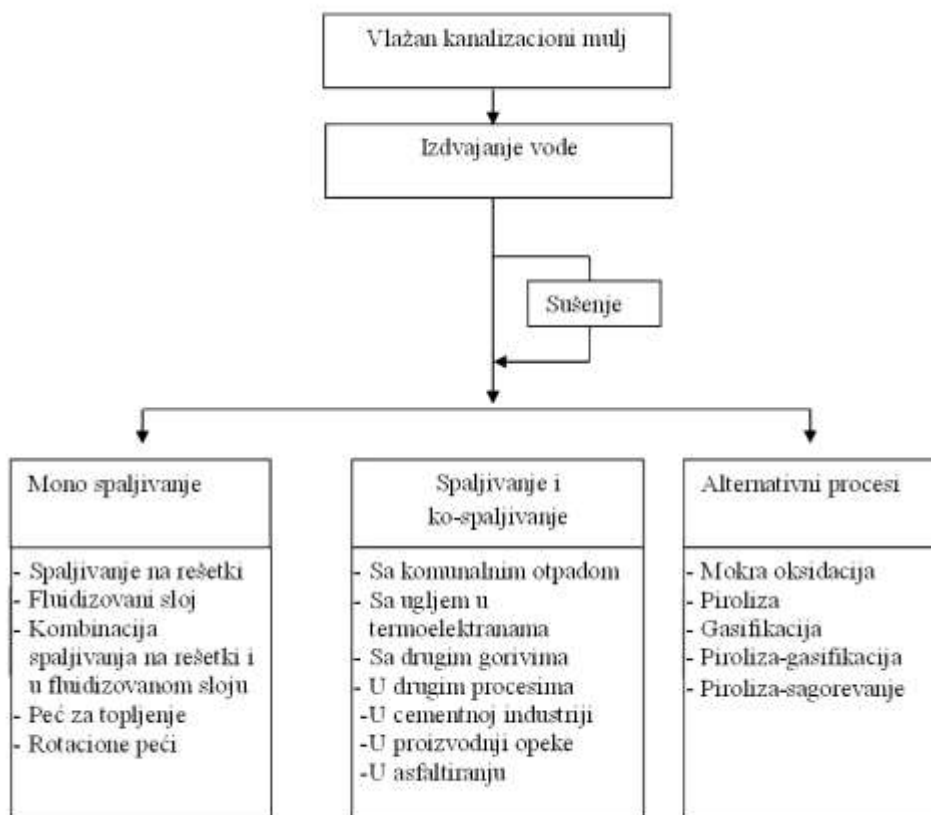 Vlažan kanalizacioni mulj
Izdvajanje vode
Sušenje
Mono spaljivanje
- Spaljivanje na rešetki
- Fluidizovani sloj
- Kombinacija
spaljivanja na rešetki i
u fluidizovanom sloju
- Peć za topljenje
- Rotacione peći
Spaljivanje i
ko-spaljivanje
- Sa komunalnim otpadom
- Sa ugljem u
termoelektranama
- Sa drugim gorivima
- U drugim procesima
-U cementnoj industriji
-U proizvodnji opeke
-U asfaltiranju
Alternativni procesi
- Mokra oksidacija
- Piroliza
- Gasifikacija
- Piroliza-gasifikacija
- Piroliza-sagorevanje